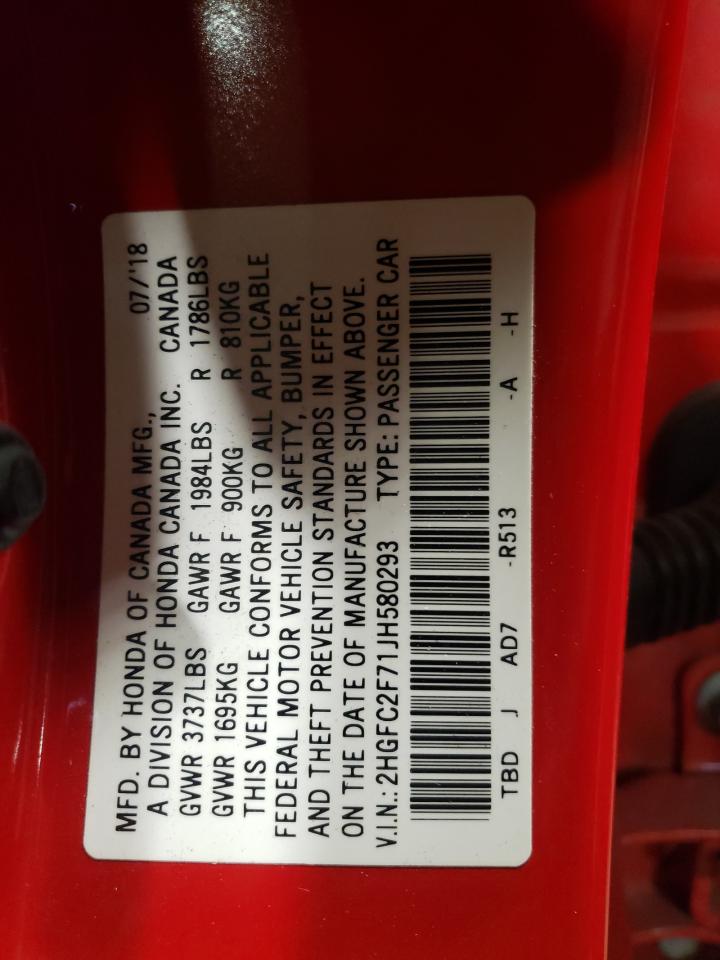 MFD. BY HONDA OF CANADA MFG., 07/'18
A DIVISION OF HONDA CANADA INC. CANADA
GVWR 3737LBS GAWR F 1984LBS R 1786LBS
GVWR 1695KG GAWR F 900KG R 810KG
THIS VEHICLE CONFORMS TO ALL APPLICABLE
FEDERAL MOTOR VEHICLE SAFETY, BUMPER,
AND THEFT PREVENTION STANDARDS IN EFFECT
ON THE DATE OF MANUFACTURE SHOWN ABOVE.
V.I.N.: 2HGFC2F71JH580293 TYPE: PASSENGER CAR
TBD J AD7 -R513 -A -H